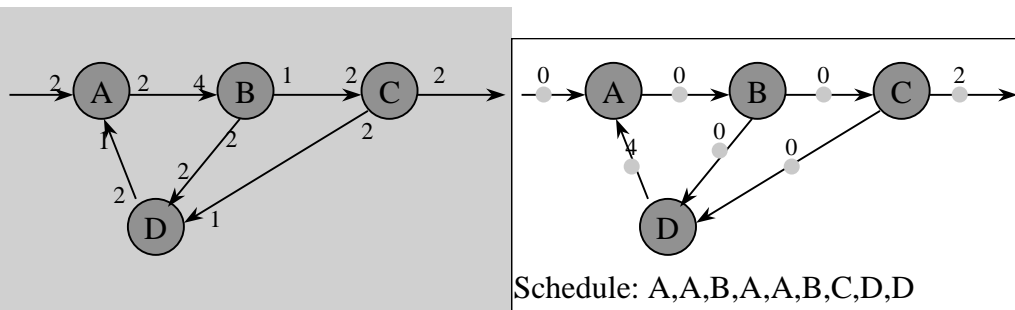 2 A 2 4 B 1 2 C 2
1 2 2
2 2 1
D
0 A 0 B 0 C 2
4 0 0
D
Schedule: A,A,B,A,A,B,C,D,D